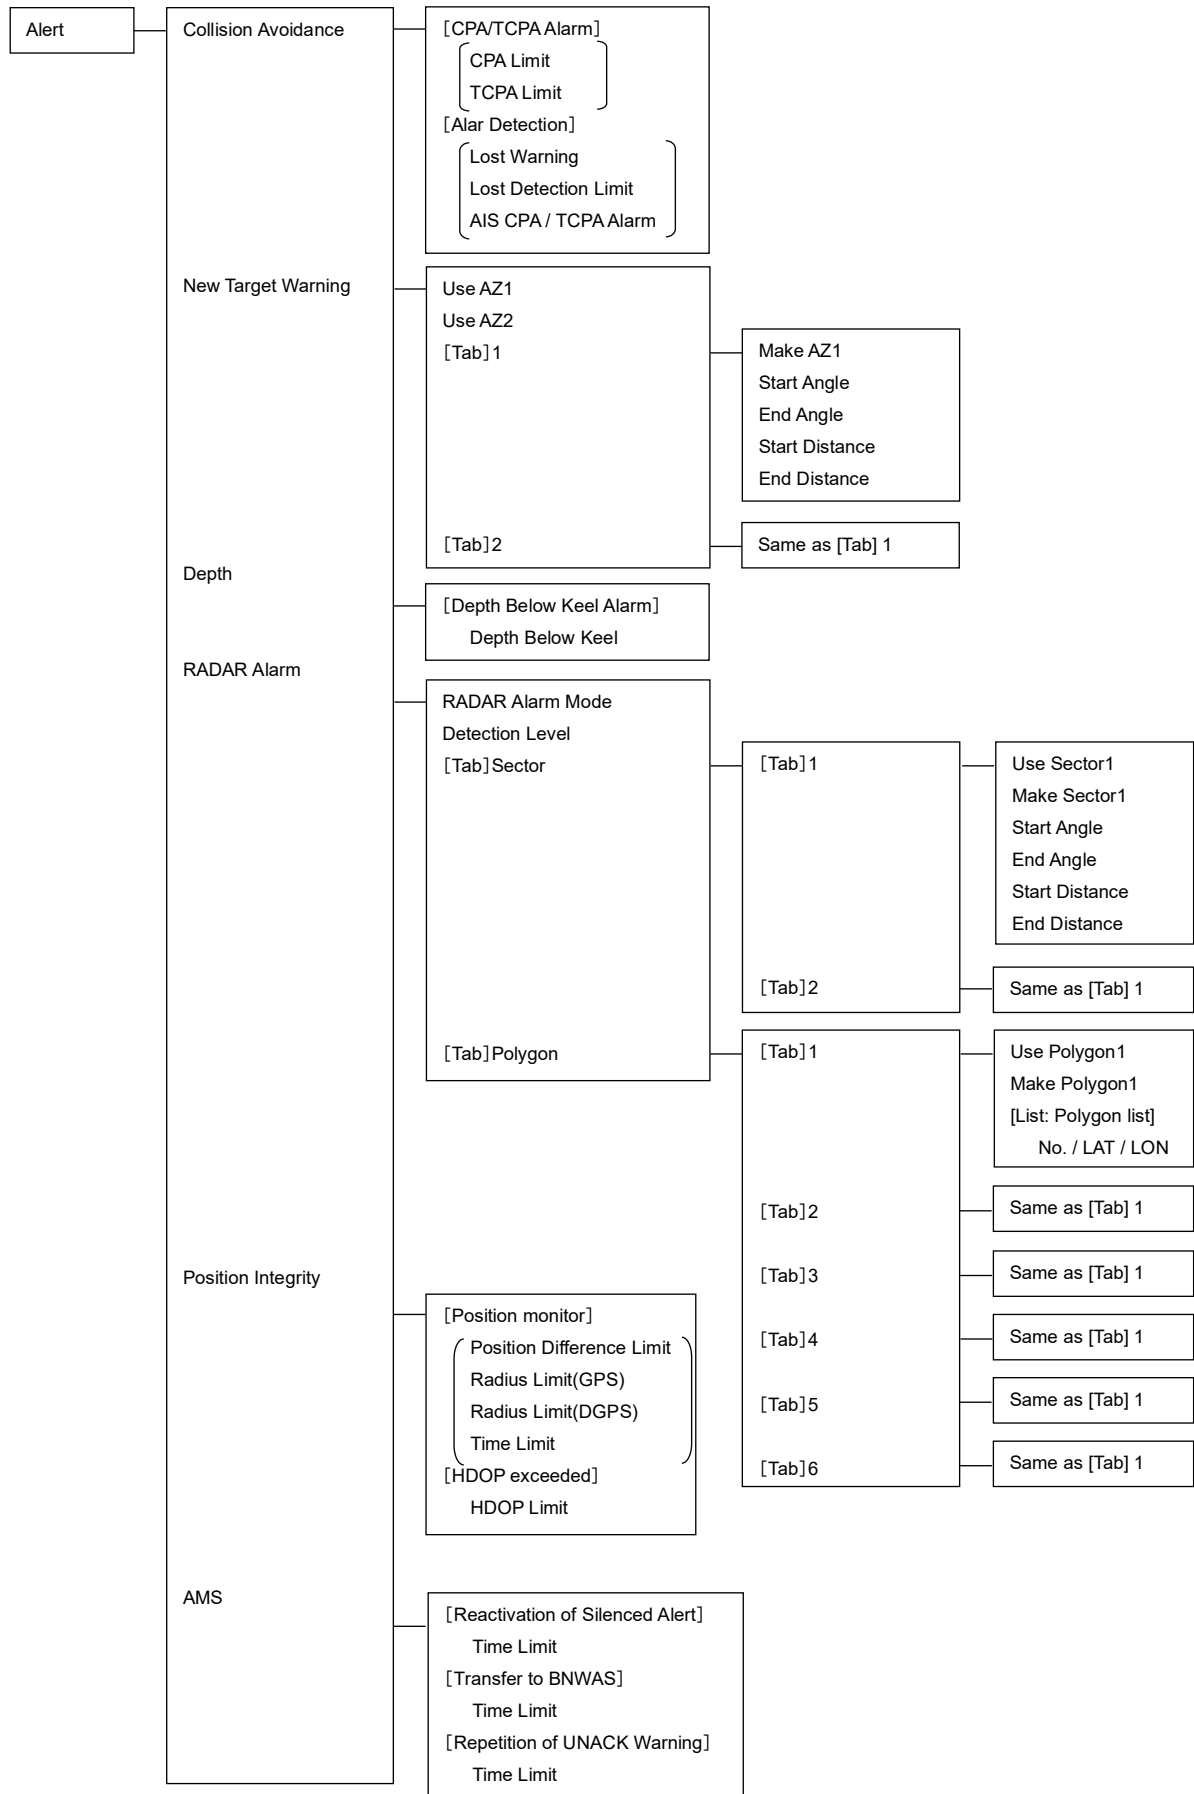 Alert
Collision Avoidance
[CPA/TCPA Alarm]
CPA Limit
TCPA Limit
[Alar Detection]
Lost Warning
Lost Detection Limit
AIS CPA / TCPA Alarm
New Target Warning
Use AZ1
Use AZ2
[Tab]1
Make AZ1
Start Angle
End Angle
Start Distance
End Distance
[Tab]2
Same as [Tab] 1
Depth
[Depth Below Keel Alarm]
Depth Below Keel
RADAR Alarm
RADAR Alarm Mode
Detection Level
[Tab]Sector
[Tab]1
Use Sector1
Make Sector1
Start Angle
End Angle
Start Distance
End Distance
[Tab]2
Same as [Tab] 1
[Tab]Polygon
[Tab]1
Use Polygon1
Make Polygon1
[List: Polygon list]
No. / LAT / LON
[Tab]2
Same as [Tab] 1
[Tab]3
Same as [Tab] 1
[Tab]4
Same as [Tab] 1
[Tab]5
Same as [Tab] 1
[Tab]6
Same as [Tab] 1
Position Integrity
[Position monitor]
Position Difference Limit
Radius Limit(GPS)
Radius Limit(DGPS)
Time Limit
[HDOP exceeded]
HDOP Limit
AMS
[Reactivation of Silenced Alert]
Time Limit
[Transfer to BNWAS]
Time Limit
[Repetition of UNACK Warning]
Time Limit